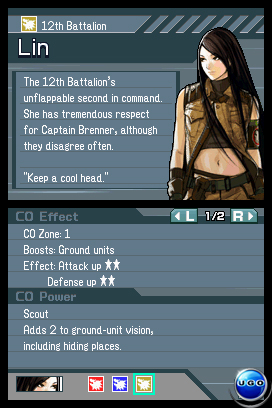 12th Battalion
Lin
The 12th Battalion's
unflappable second in command.
She has tremendous respect
for Captain Brenner, although
they disagree often.
"Keep a cool head."
CO Effect
L 1/2 R
CO Zone: 1
Boosts: Ground units
Effect: Attack up ★★
Defense up ★★
CO Power
Scout
Adds 2 to ground-unit vision,
including hiding places.
UGO